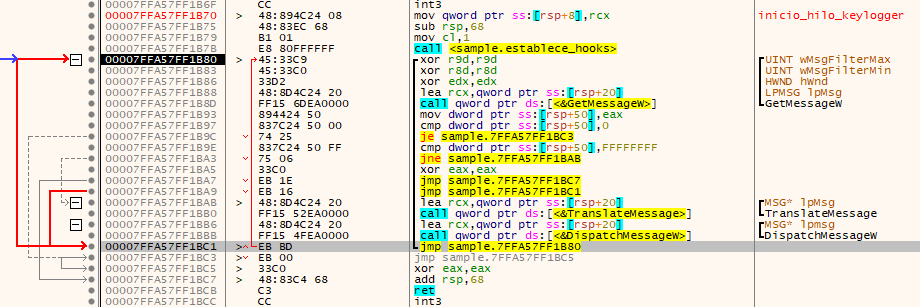 00007FFA57FF1B6F CC int3
00007FFA57FF1B70 > 48:894C24 08 mov qword ptr ss:[rsp+8],rcx inicio_hilo_keylogger
00007FFA57FF1B75 48:83EC 68 sub rsp,68
00007FFA57FF1B79 B1 01 mov cl,1
00007FFA57FF1B7B E8 80FFFFFF call <sample.establece_hooks>
00007FFA57FF1B80 > 45:33C9 xor r9d,r9d UINT wMsgFilterMax
00007FFA57FF1B83 45:33C0 xor r8d,r8d UINT wMsgFilterMin
00007FFA57FF1B86 33D2 xor edx,edx HWND hWnd
00007FFA57FF1B88 48:8D4C24 20 lea rcx,qword ptr ss:[rsp+20] LPMSG lpMsg
00007FFA57FF1B8D FF15 6DEA0000 call qword ptr ds:[<&GetMessageW>] GetMessageW
00007FFA57FF1B93 894424 50 mov dword ptr ss:[rsp+50],eax
00007FFA57FF1B97 837C24 50 00 cmp dword ptr ss:[rsp+50],0
00007FFA57FF1B9C 74 25 je sample.7FFA57FF1BC3
00007FFA57FF1B9E 837C24 50 FF cmp dword ptr ss:[rsp+50],FFFFFFFF
00007FFA57FF1BA3 75 06 jne sample.7FFA57FF1BAB
00007FFA57FF1BA5 33C0 xor eax,eax
00007FFA57FF1BA7 EB 1E jmp sample.7FFA57FF1BC7
00007FFA57FF1BA9 EB 16 jmp sample.7FFA57FF1BC1
00007FFA57FF1BAB > 48:8D4C24 20 lea rcx,qword ptr ss:[rsp+20] MSG* lpMsg
00007FFA57FF1BB0 FF15 52EA0000 call qword ptr ds:[<&TranslateMessage>] TranslateMessage
00007FFA57FF1BB6 48:8D4C24 20 lea rcx,qword ptr ss:[rsp+20] MSG* lpmsg
00007FFA57FF1BBB FF15 4FEA0000 call qword ptr ds:[<&DispatchMessageW>] DispatchMessageW
00007FFA57FF1BC1 > EB BD jmp sample.7FFA57FF1B80
00007FFA57FF1BC3 > EB 00 jmp sample.7FFA57FF1BC5
00007FFA57FF1BC5 > 33C0 xor eax,eax
00007FFA57FF1BC7 > 48:83C4 68 add rsp,68
00007FFA57FF1BCB C3 ret
00007FFA57FF1BCC CC int3